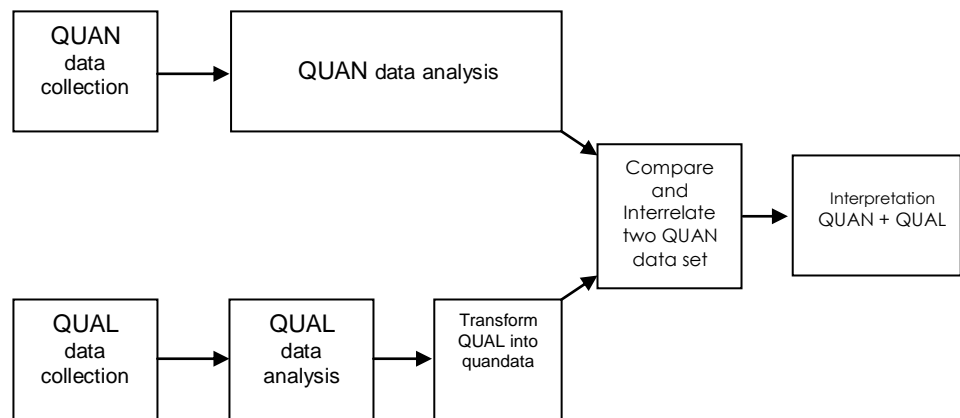 QUAN
data
collection
QUAN data analysis
Compare
and
Interrelate
two QUAN
data set
Interpretation
QUAN + QUAL
QUAL
data
collection
QUAL
data
analysis
Transform
QUAL into
quandata